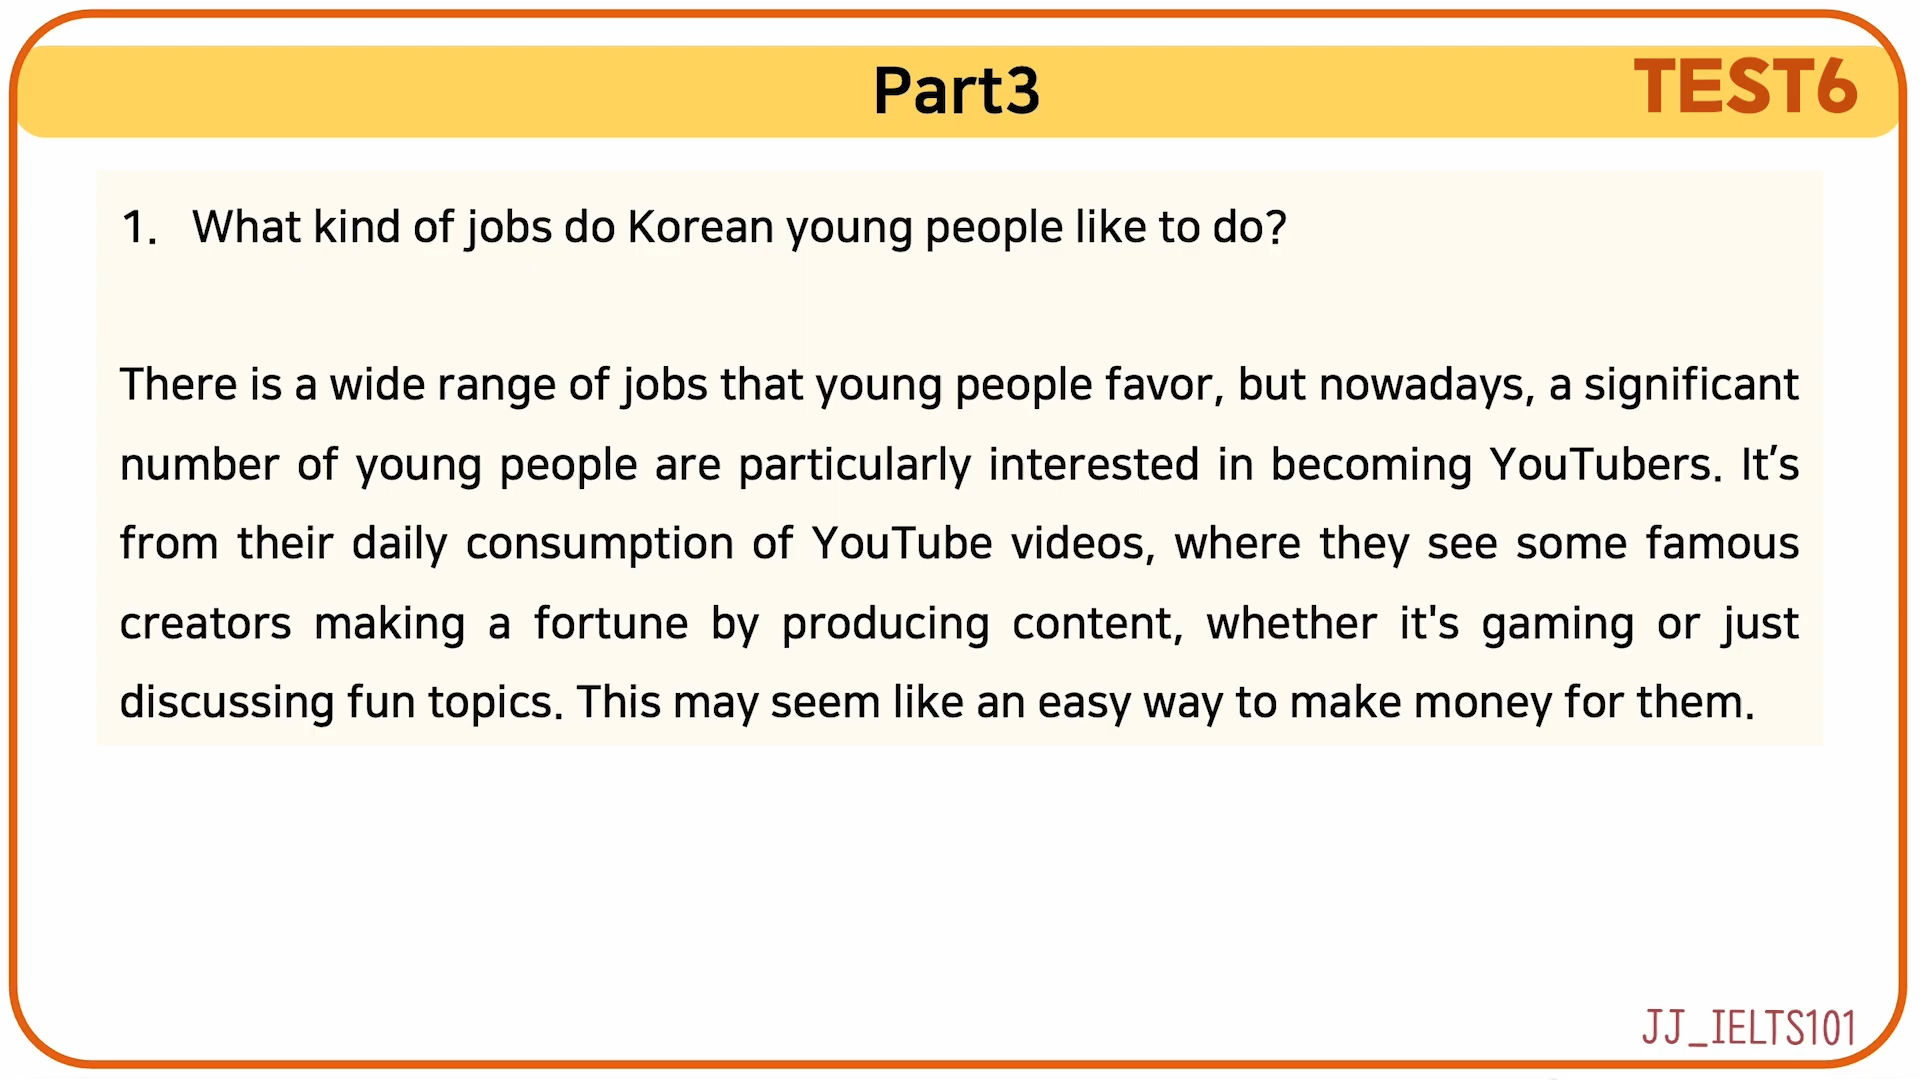 Part3
TEST6
1. What kind of jobs do Korean young people like to do?
There is a wide range of jobs that young people favor, but nowadays, a significant
number of young people are particularly interested in becoming YouTubers. It’s
from their daily consumption of YouTube videos, where they see some famous
creators making a fortune by producing content, whether it's gaming or just
discussing fun topics. This may seem like an easy way to make money for them.
JJ_IELTS101